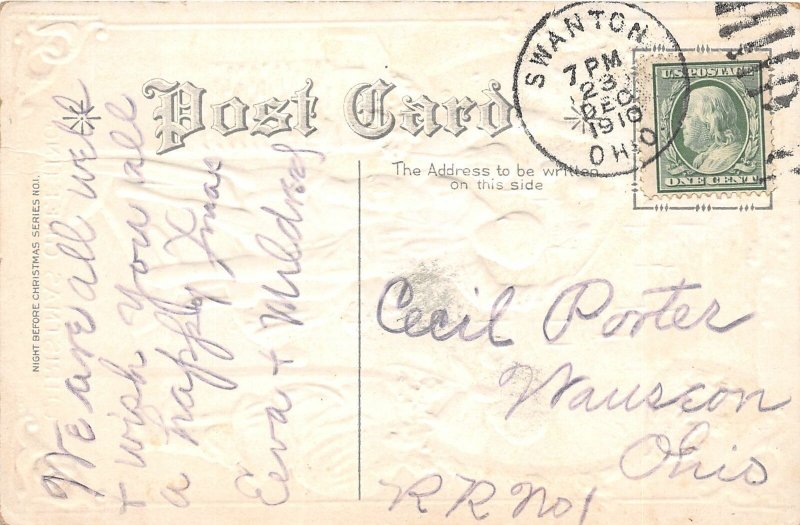 Post Card
The Address to be written
on this side
SWANTON
7 PM
23
DEC
1910
OHIO
U.S. POSTAGE
ONE CENT
NIGHT BEFORE CHRISTMAS SERIES NO.1.
We are all well
+ wish you all
a happy Xmas
Eeva + Mildred
Cecil Porter
Wauseon
Ohio
RR No 1